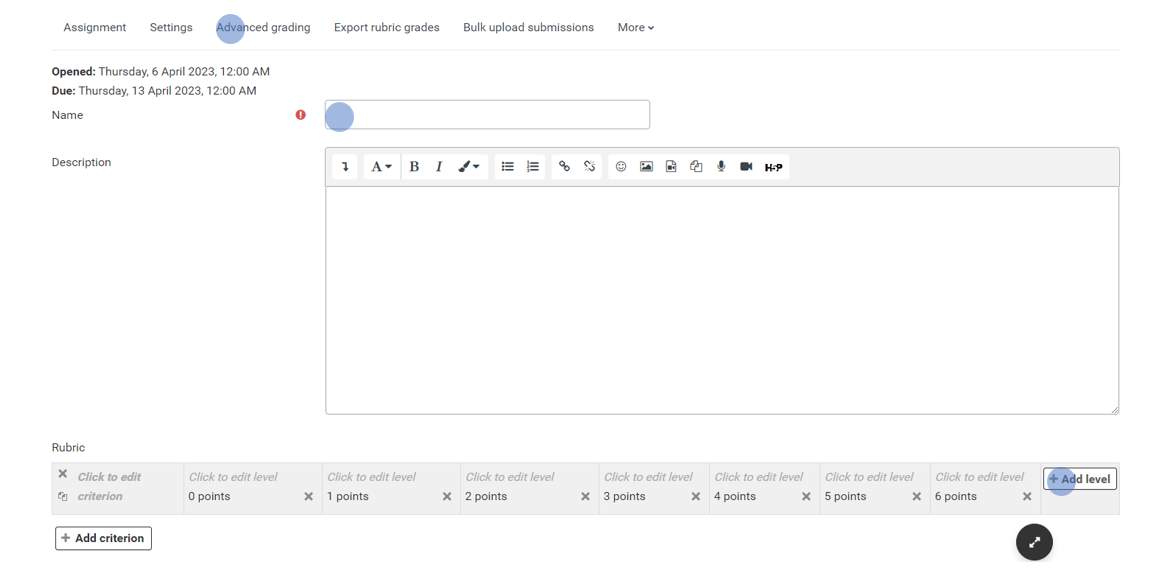 Assignment Settings Advanced grading Export rubric grades Bulk upload submissions More
Opened: Thursday, 6 April 2023, 12:00 AM
Due: Thursday, 13 April 2023, 12:00 AM
Name
Description
A B I H-P
Rubric
Click to edit criterion
Click to edit level
0 points
Click to edit level
1 points
Click to edit level
2 points
Click to edit level
3 points
Click to edit level
4 points
Click to edit level
5 points
Click to edit level
6 points
+ Add level
+ Add criterion